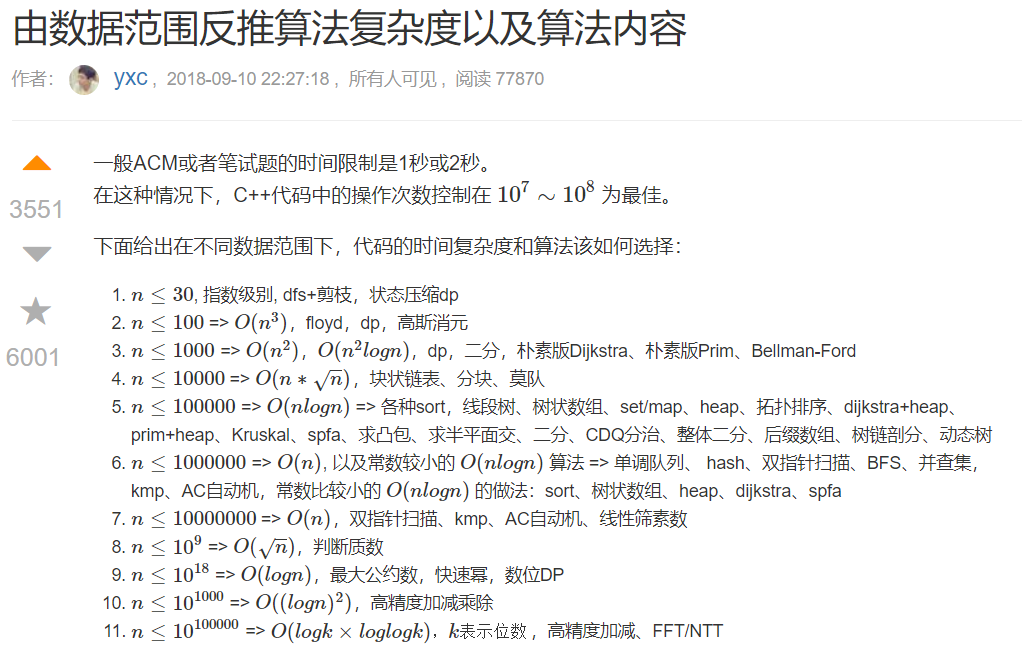 由数据范围反推算法复杂度以及算法内容
作者： yxc ，2018-09-10 22:27:18 ，所有人可见 ，阅读 77870
一般ACM或者笔试题的时间限制是1秒或2秒。
在这种情况下，C++代码中的操作次数控制在 10^7 ∼ 10^8 为最佳。
3551
下面给出在不同数据范围下，代码的时间复杂度和算法该如何选择：
1. n ≤ 30, 指数级别, dfs+剪枝，状态压缩dp
2. n ≤ 100 => O(n^3)，floyd，dp，高斯消元
3. n ≤ 1000 => O(n^2)，O(n^2logn)，dp，二分，朴素版Dijkstra、朴素版Prim、Bellman-Ford
6001
4. n ≤ 10000 => O(n ∗ √n)，块状链表、分块、莫队
5. n ≤ 100000 => O(nlogn) => 各种sort，线段树、树状数组、set/map、heap、拓扑排序、dijkstra+heap、
prim+heap、Kruskal、spfa、求凸包、求半平面交、二分、CDQ分治、整体二分、后缀数组、树链剖分、动态树
6. n ≤ 1000000 => O(n), 以及常数较小的 O(nlogn) 算法 => 单调队列、 hash、双指针扫描、BFS、并查集，
kmp、AC自动机，常数比较小的 O(nlogn) 的做法：sort、树状数组、heap、dijkstra、spfa
7. n ≤ 10000000 => O(n)，双指针扫描、kmp、AC自动机、线性筛素数
8. n ≤ 10^9 => O(√n)，判断质数
9. n ≤ 10^18 => O(logn)，最大公约数，快速幂，数位DP
10. n ≤ 10^1000 => O((logn)^2)，高精度加减乘除
11. n ≤ 10^100000 => O(logk × loglogk)，k表示位数 ，高精度加减、FFT/NTT